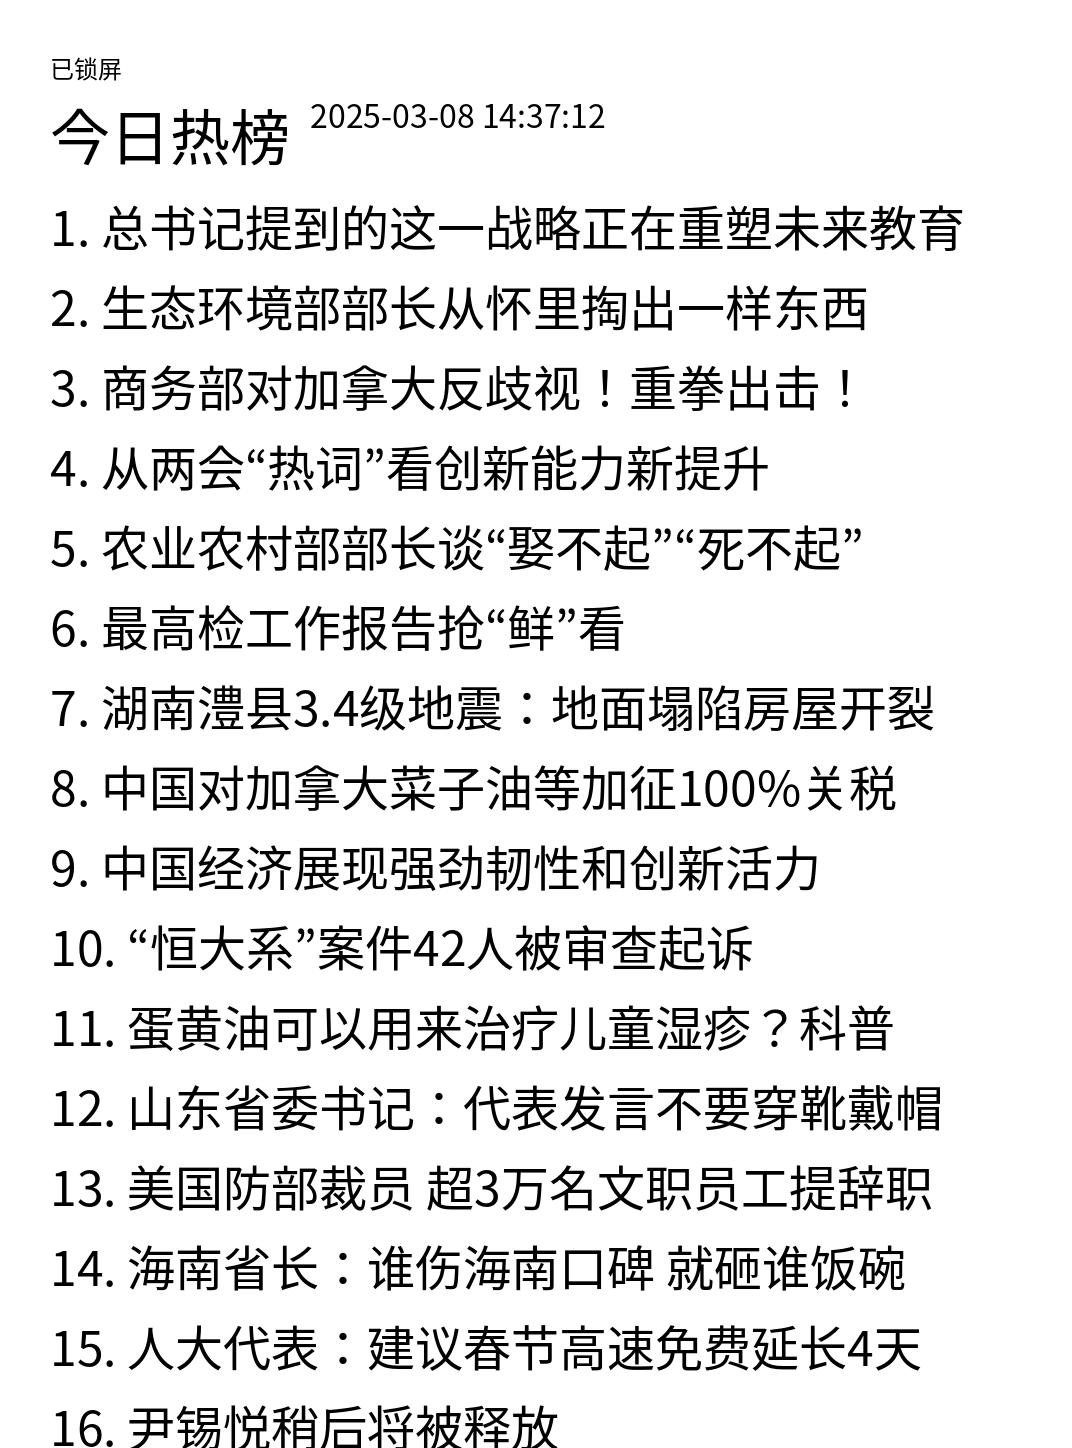 已锁屏
今日热榜 2025-03-08 14:37:12
1. 总书记提到的这一战略正在重塑未来教育
2. 生态环境部部长从怀里掏出一样东西
3. 商务部对加拿大反歧视！重拳出击！
4. 从两会“热词”看创新能力新提升
5. 农业农村部部长谈“娶不起”“死不起”
6. 最高检工作报告抢“鲜”看
7. 湖南澧县3.4级地震：地面塌陷房屋开裂
8. 中国对加拿大菜子油等加征100%关税
9. 中国经济展现强劲韧性和创新活力
10. “恒大系”案件42人被审查起诉
11. 蛋黄油可以用来治疗儿童湿疹？科普
12. 山东省委书记：代表发言不要穿靴戴帽
13. 美国防部裁员 超3万名文职员工提辞职
14. 海南省长：谁伤海南口碑 就砸谁饭碗
15. 人大代表：建议春节高速免费延长4天
16. 尹锡悦稍后将被释放